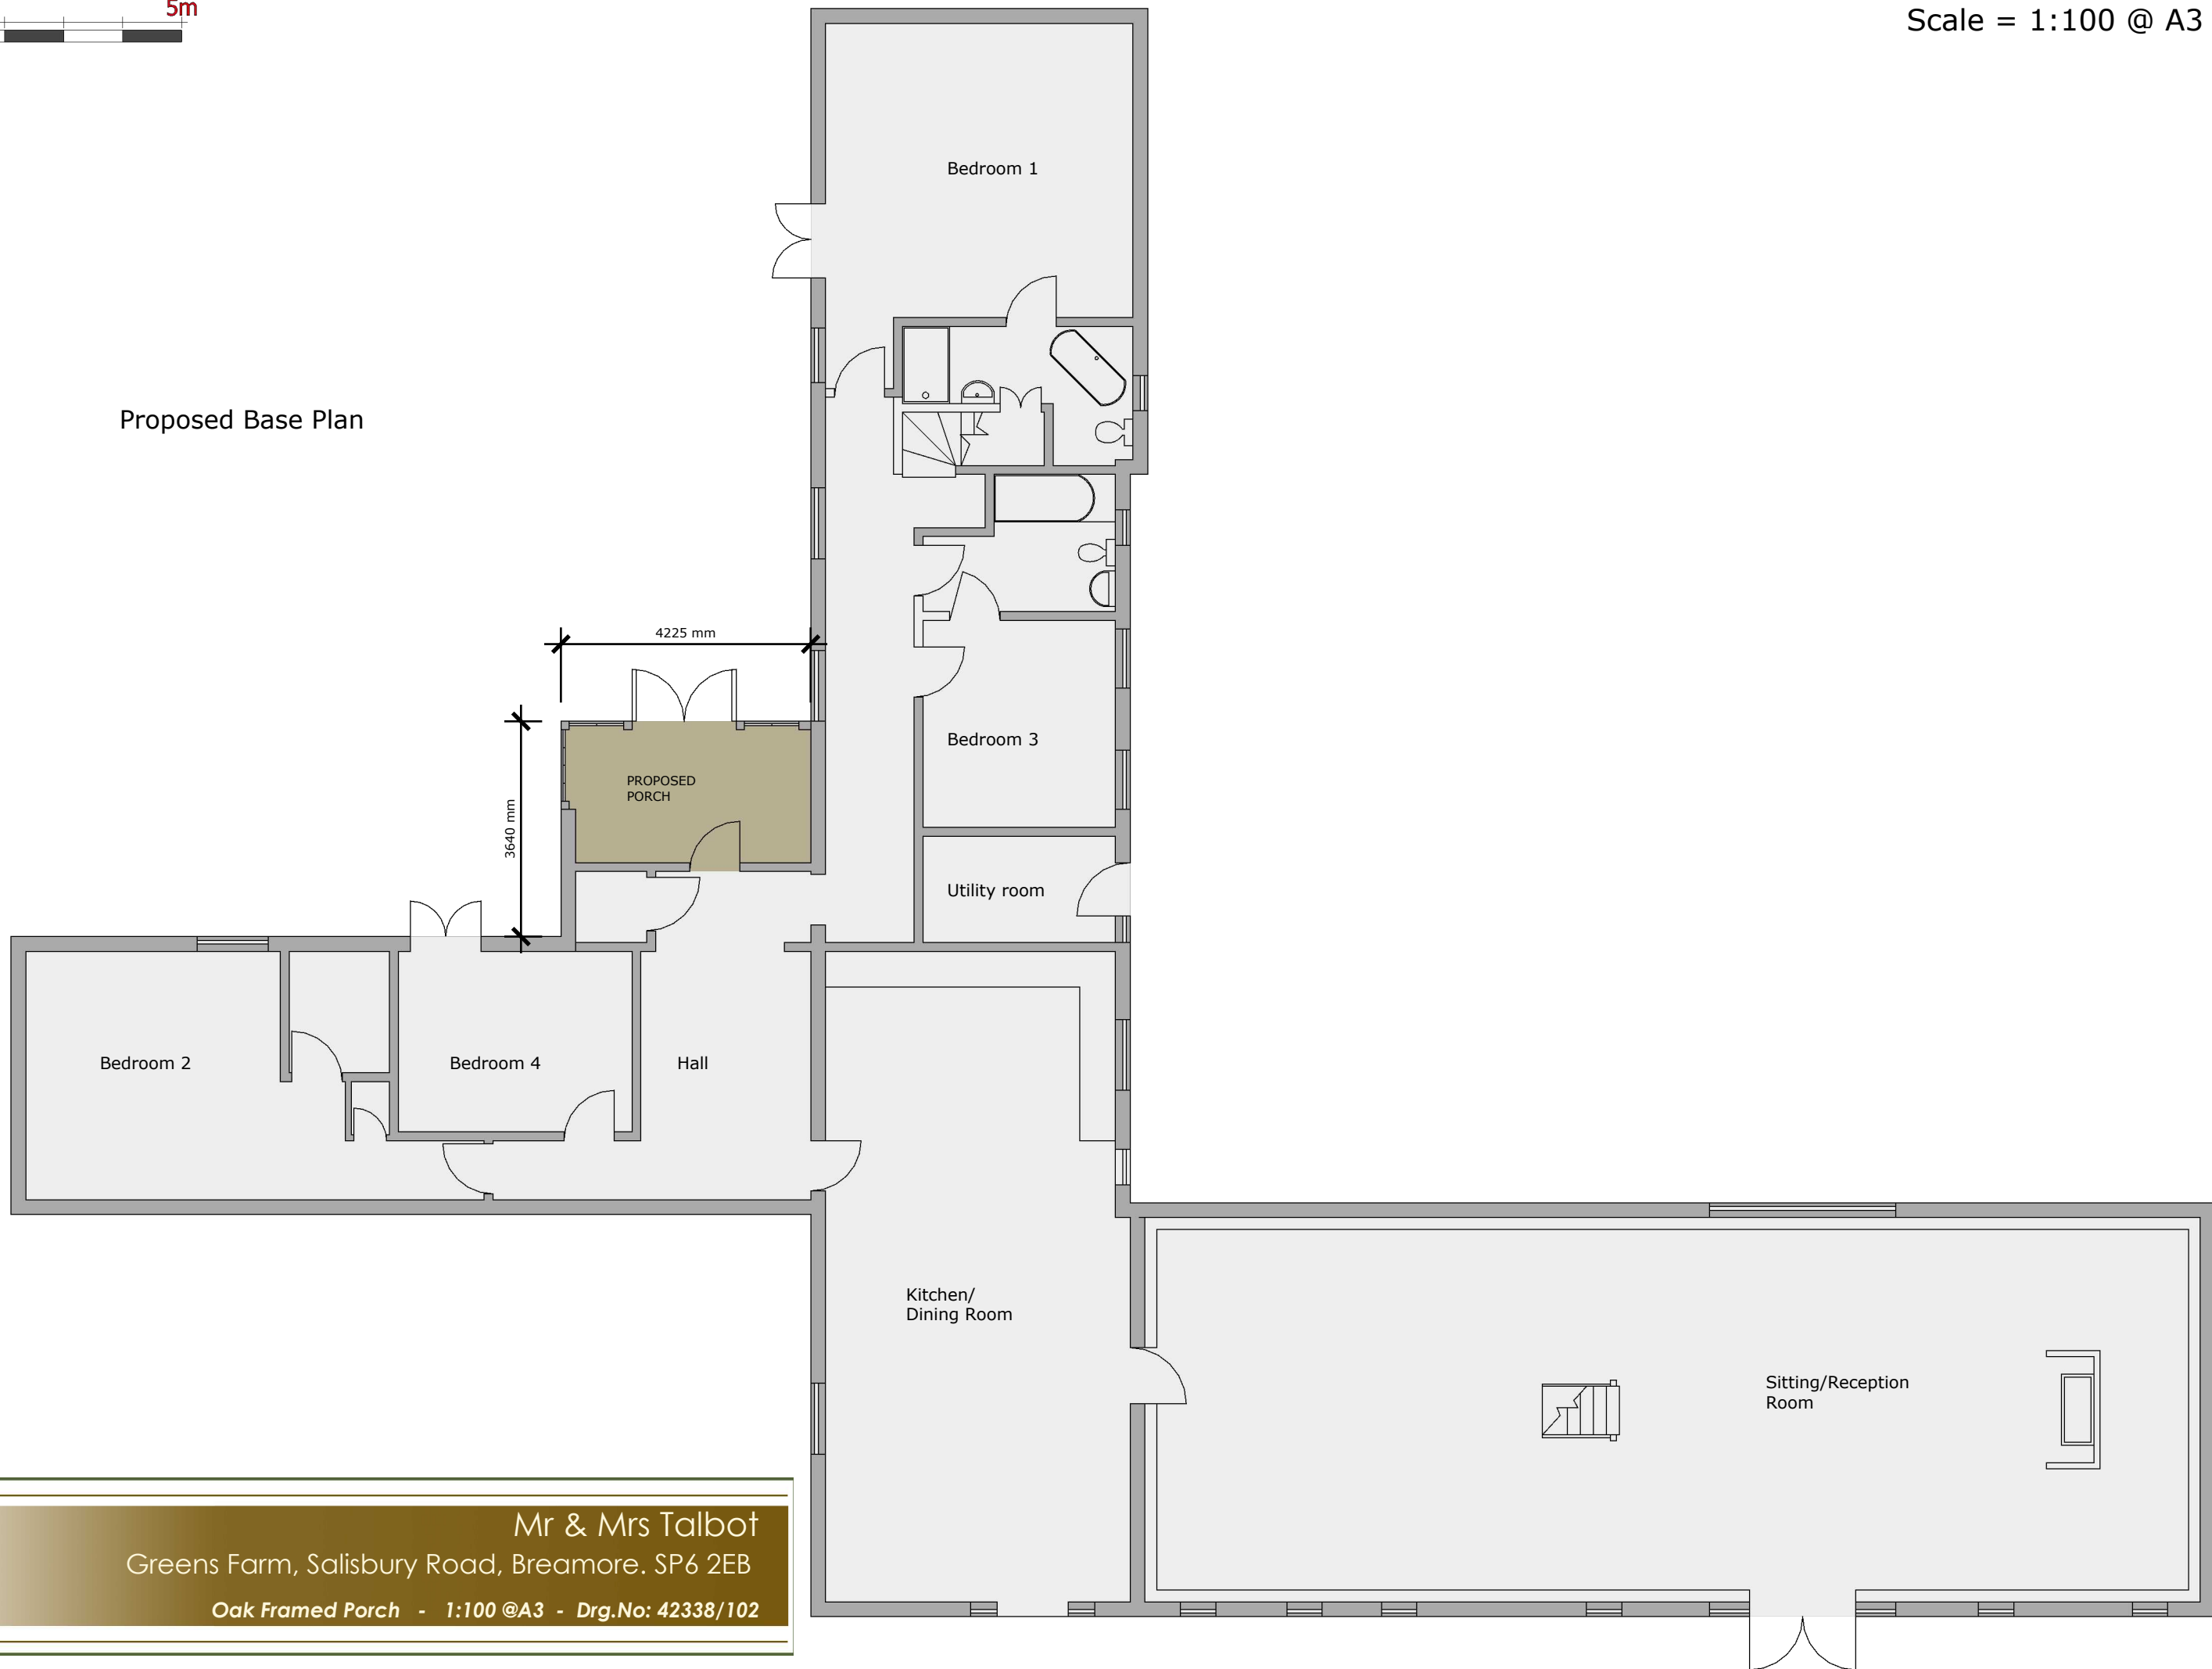 5m
Scale = 1:100 @ A3
Bedroom 1
Proposed Base Plan
4225 mm
Bedroom 3
PROPOSED
PORCH
3640 mm
Utility room
Bedroom 2
Bedroom 4
Hall
Kitchen/
Dining Room
Sitting/Reception
Room
Mr & Mrs Talbot
Greens Farm, Salisbury Road, Breamore. SP6 2EB
Oak Framed Porch - 1:100 @A3 - Drg.No: 42338/102